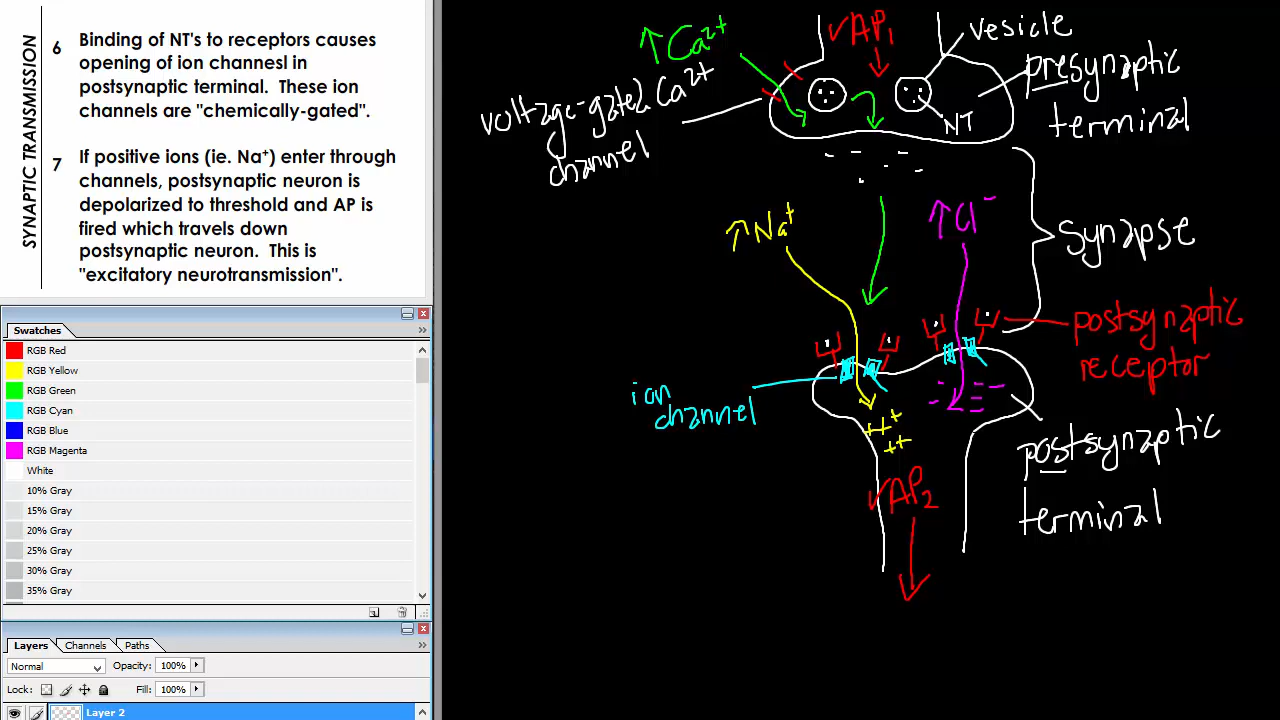 SYNAPTIC TRANSMISSION
6 Binding of NT's to receptors causes
opening of ion channesl in
postsynaptic terminal. These ion
channels are "chemically-gated".
7 If positive ions (ie. Na⁺) enter through
channels, postsynaptic neuron is
depolarized to threshold and AP is
fired which travels down
postsynaptic neuron. This is
"excitatory neurotransmission".
Swatches
RGB Red
RGB Yellow
RGB Green
RGB Cyan
RGB Blue
RGB Magenta
White
10% Gray
15% Gray
20% Gray
25% Gray
30% Gray
35% Gray
Layers Channels Paths
Normal Opacity: 100%
Lock: Fill: 100%
Layer 2
↑Ca²⁺
√AP₁
vesicle
voltage-gated Ca²⁺
channel
NT
presynaptic
terminal
↑Na⁺
↑Cl⁻
synapse
postsynaptic
receptor
ion
channel
postsynaptic
terminal
√AP₂